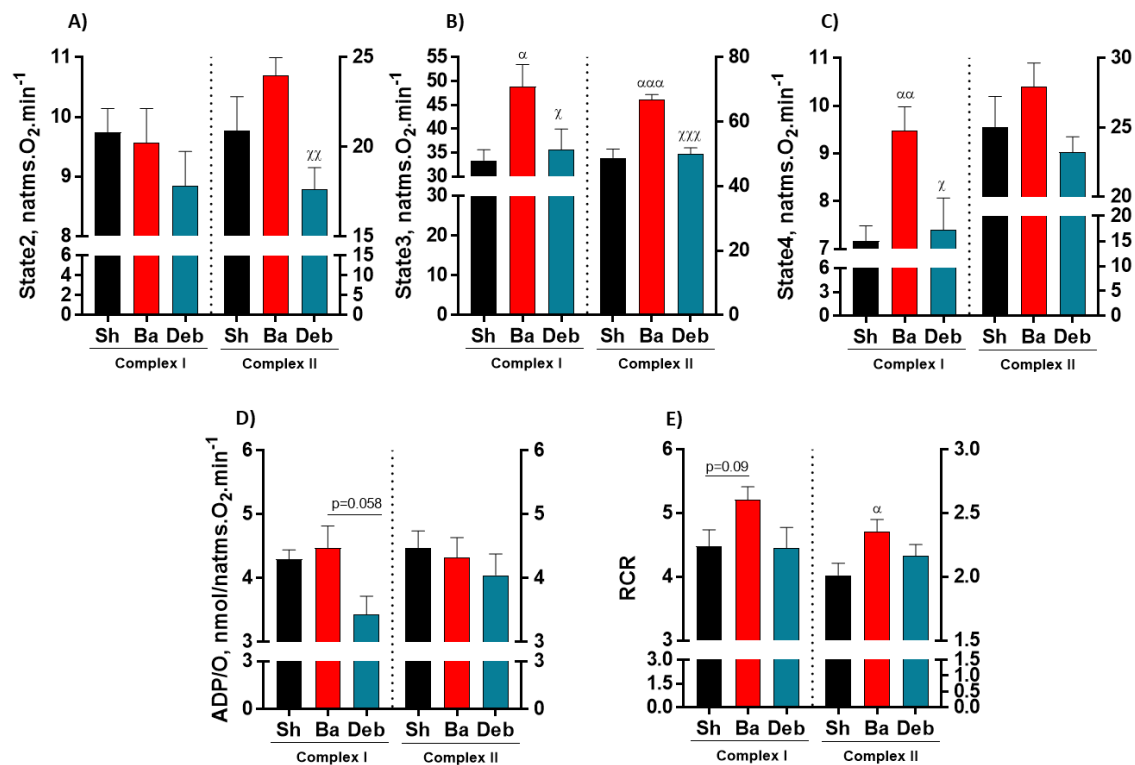 A)
State2, natms.O2.min-1
11
10
9
8
6
4
2
0
25
20
15
15
10
5
0
χχ
Sh Ba Deb Sh Ba Deb
Complex I Complex II
B)
State3, natms.O2.min-1
55
50
45
40
35
30
30
20
10
0
80
60
40
20
0
α
χ
ααα
χχχ
Sh Ba Deb Sh Ba Deb
Complex I Complex II
C)
State4, natms.O2.min-1
11
10
9
8
7
6
3
0
30
25
20
20
15
10
5
0
αα
χ
Sh Ba Deb Sh Ba Deb
Complex I Complex II
D)
ADP/O, nmol/natms.O2.min-1
6
5
4
3
3
0
6
5
4
3
3
0
p=0.058
Sh Ba Deb Sh Ba Deb
Complex I Complex II
E)
RCR
6
5
4
3
3.0
1.5
0.0
3.0
2.5
2.0
1.5
1.5
1.0
0.5
0.0
p=0.09
α
Sh Ba Deb Sh Ba Deb
Complex I Complex II